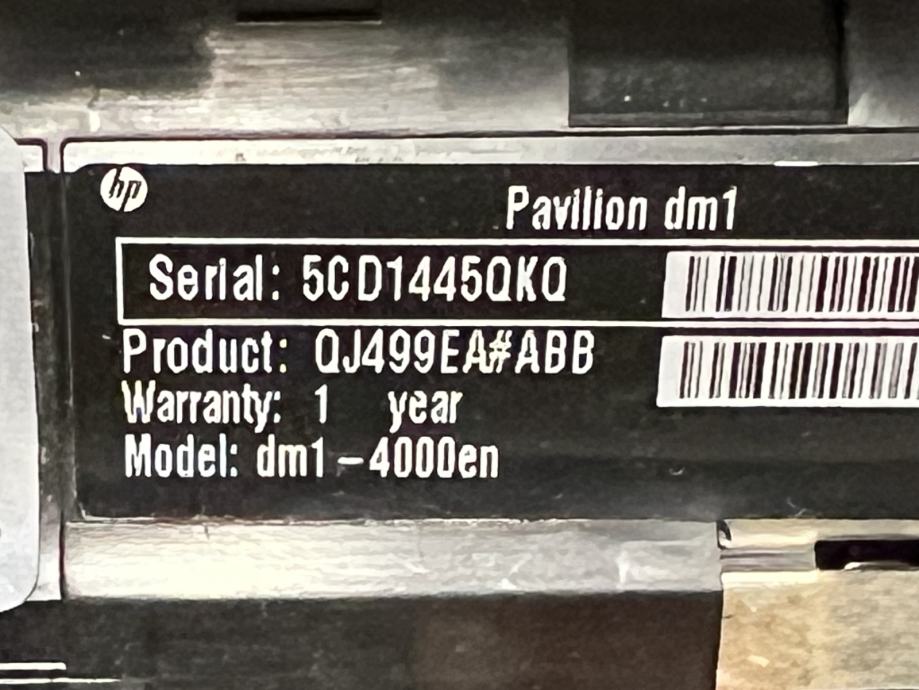 hp
Pavilion dm1
Serial: 5CD1445QKQ
Product: QJ499EA#ABB
Warranty: 1 year
Model: dm1-4000en